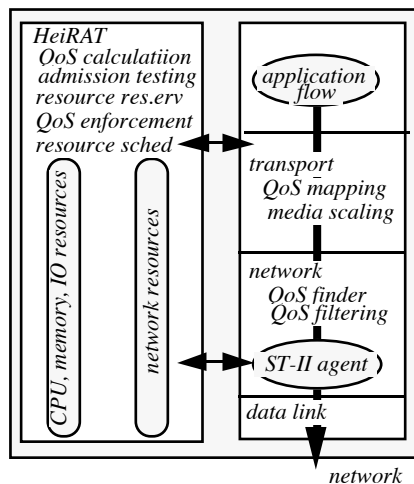 HeiRAT
QoS calculatiion
admission testing
resource res.erv
QoS enforcement
resource sched
CPU, memory, IO resources
network resources
application
flow
transport
QoS mapping
media scaling
network
QoS finder
QoS filtering
ST-II agent
data link
network